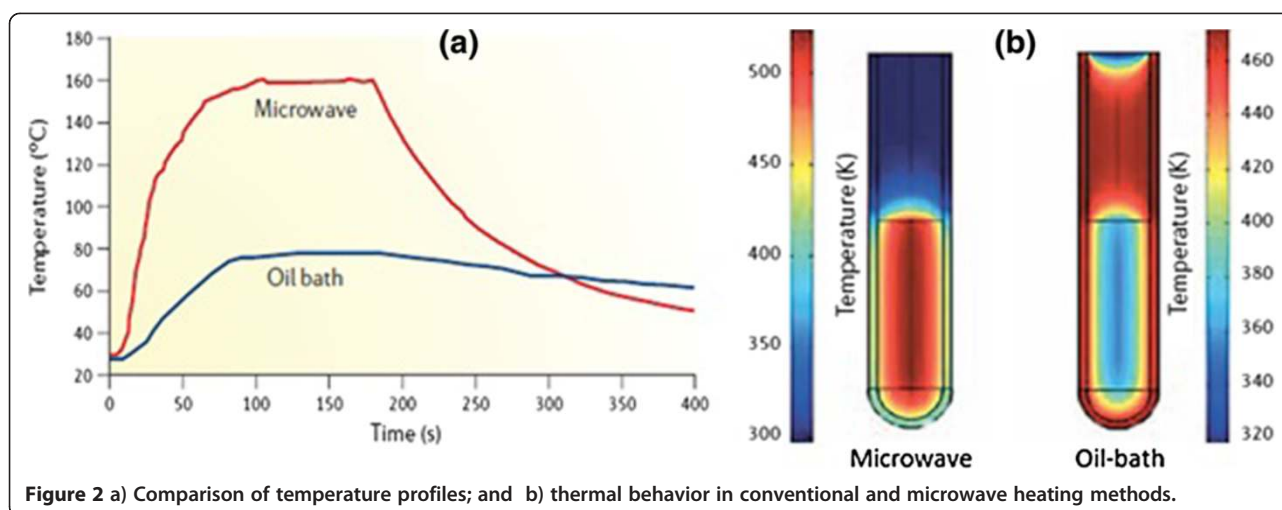 (a)
180
160
140
120
100
80
60
40
20
Temperature (°C)
Microwave
Oil bath
0 50 100 150 200 250 300 350 400
Time (s)
(b)
500
450
400
350
300
Temperature (K)
Microwave
Temperature (K)
460
440
420
400
380
360
340
320
Oil-bath
Figure 2 a) Comparison of temperature profiles; and b) thermal behavior in conventional and microwave heating methods.